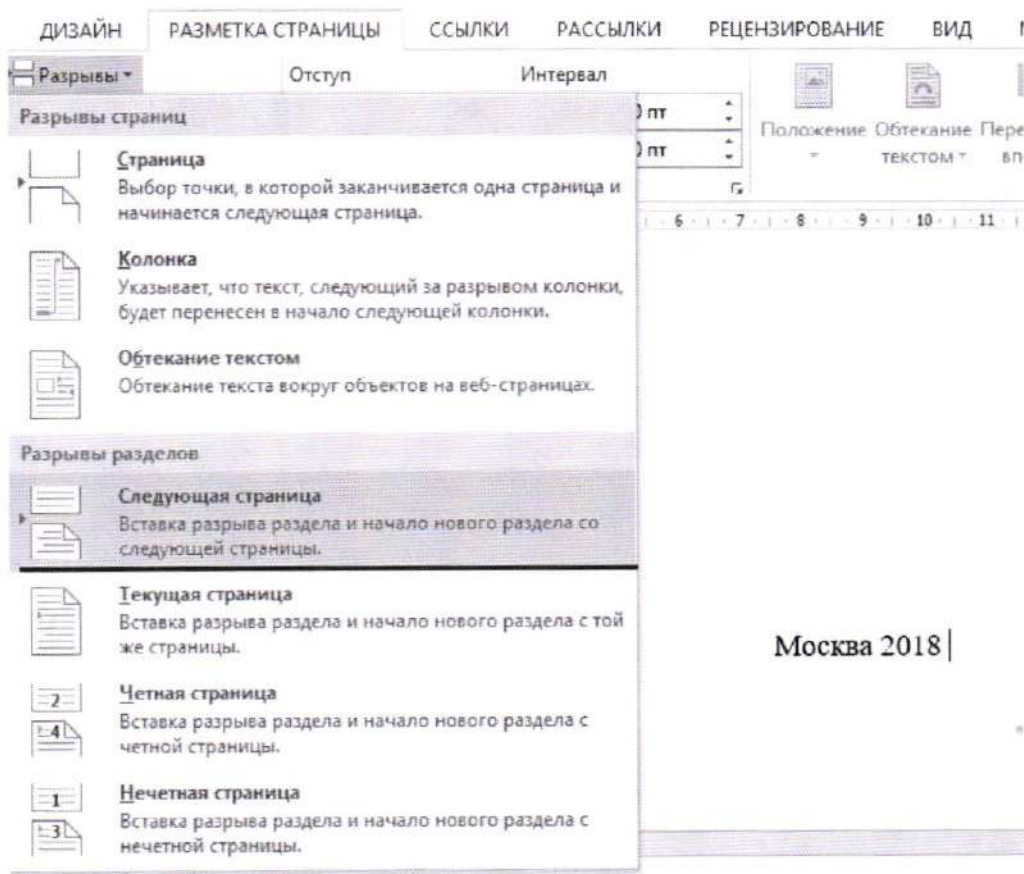 ДИЗАЙН РАЗМЕТКА СТРАНИЦЫ ССЫЛКИ РАССЫЛКИ РЕЦЕНЗИРОВАНИЕ ВИД
Разрывы Отступ Интервал
Разрывы страниц
пт
пт
Положение Обтекание
текстом
Страница
Выбор точки, в которой заканчивается одна страница и
начинается следующая страница.
6 7 8 9 10 11
Колонка
Указывает, что текст, следующий за разрывом колонки,
будет перенесен в начало следующей колонки.
Обтекание текстом
Обтекание текста вокруг объектов на веб-страницах.
Разрывы разделов
Следующая страница
Вставка разрыва раздела и начало нового раздела со
следующей страницы.
Текущая страница
Вставка разрыва раздела и начало нового раздела с той
же страницы.
Москва 2018
2
4
Четная страница
Вставка разрыва раздела и начало нового раздела с
четной страницы.
1
3
Нечетная страница
Вставка разрыва раздела и начало нового раздела с
нечетной страницы.